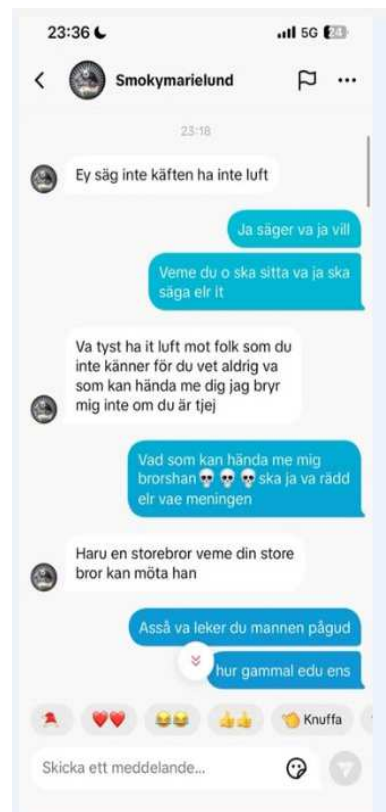 23:36
5G 24
Smokymarielund
23:18
Ey säg inte käften ha inte luft
Ja säger va ja vill
Veme du o ska sitta va ja ska
säga elr it
Va tyst ha it luft mot folk som du
inte känner för du vet aldrig va
som kan hända me dig jag bryr
mig inte om du är tjej
Vad som kan hända me mig
brorshan 💀 💀 💀 ska ja va rädd
elr vae meningen
Haru en storebror veme din store
bror kan möta han
Asså va leker du mannen pågud
hur gammal edu ens
Knuffa
Skicka ett meddelande...